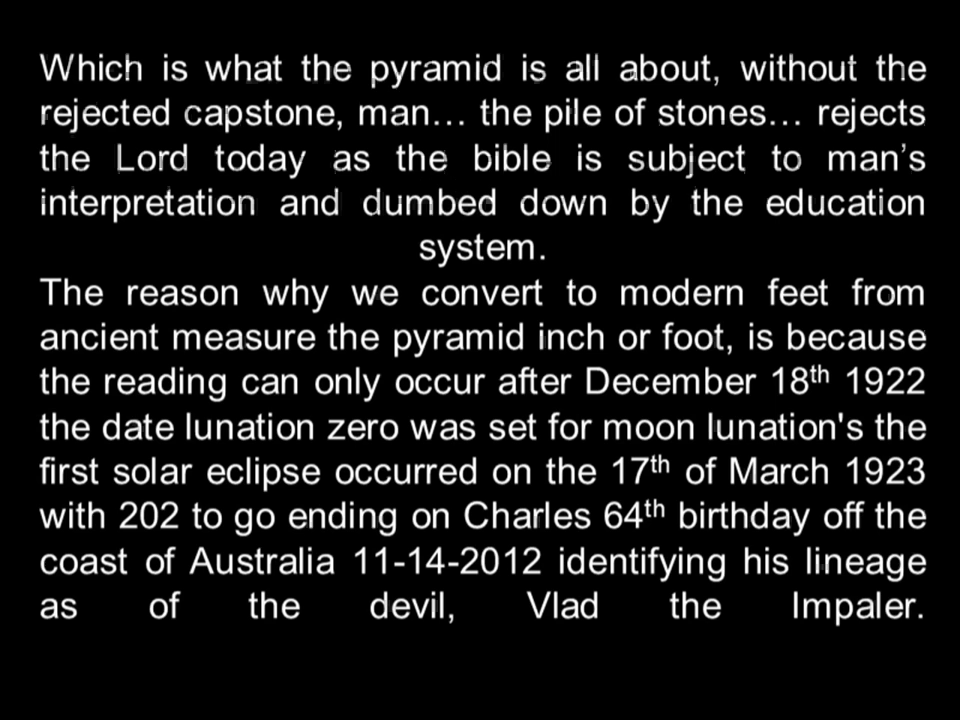 Which is what the pyramid is all about, without the
rejected capstone, man… the pile of stones… rejects
the Lord today as the bible is subject to man’s
interpretation and dumbed down by the education
system.
The reason why we convert to modern feet from
ancient measure the pyramid inch or foot, is because
the reading can only occur after December 18th 1922
the date lunation zero was set for moon lunation's the
first solar eclipse occurred on the 17th of March 1923
with 202 to go ending on Charles 64th birthday off the
coast of Australia 11-14-2012 identifying his lineage
as of the devil, Vlad the Impaler.